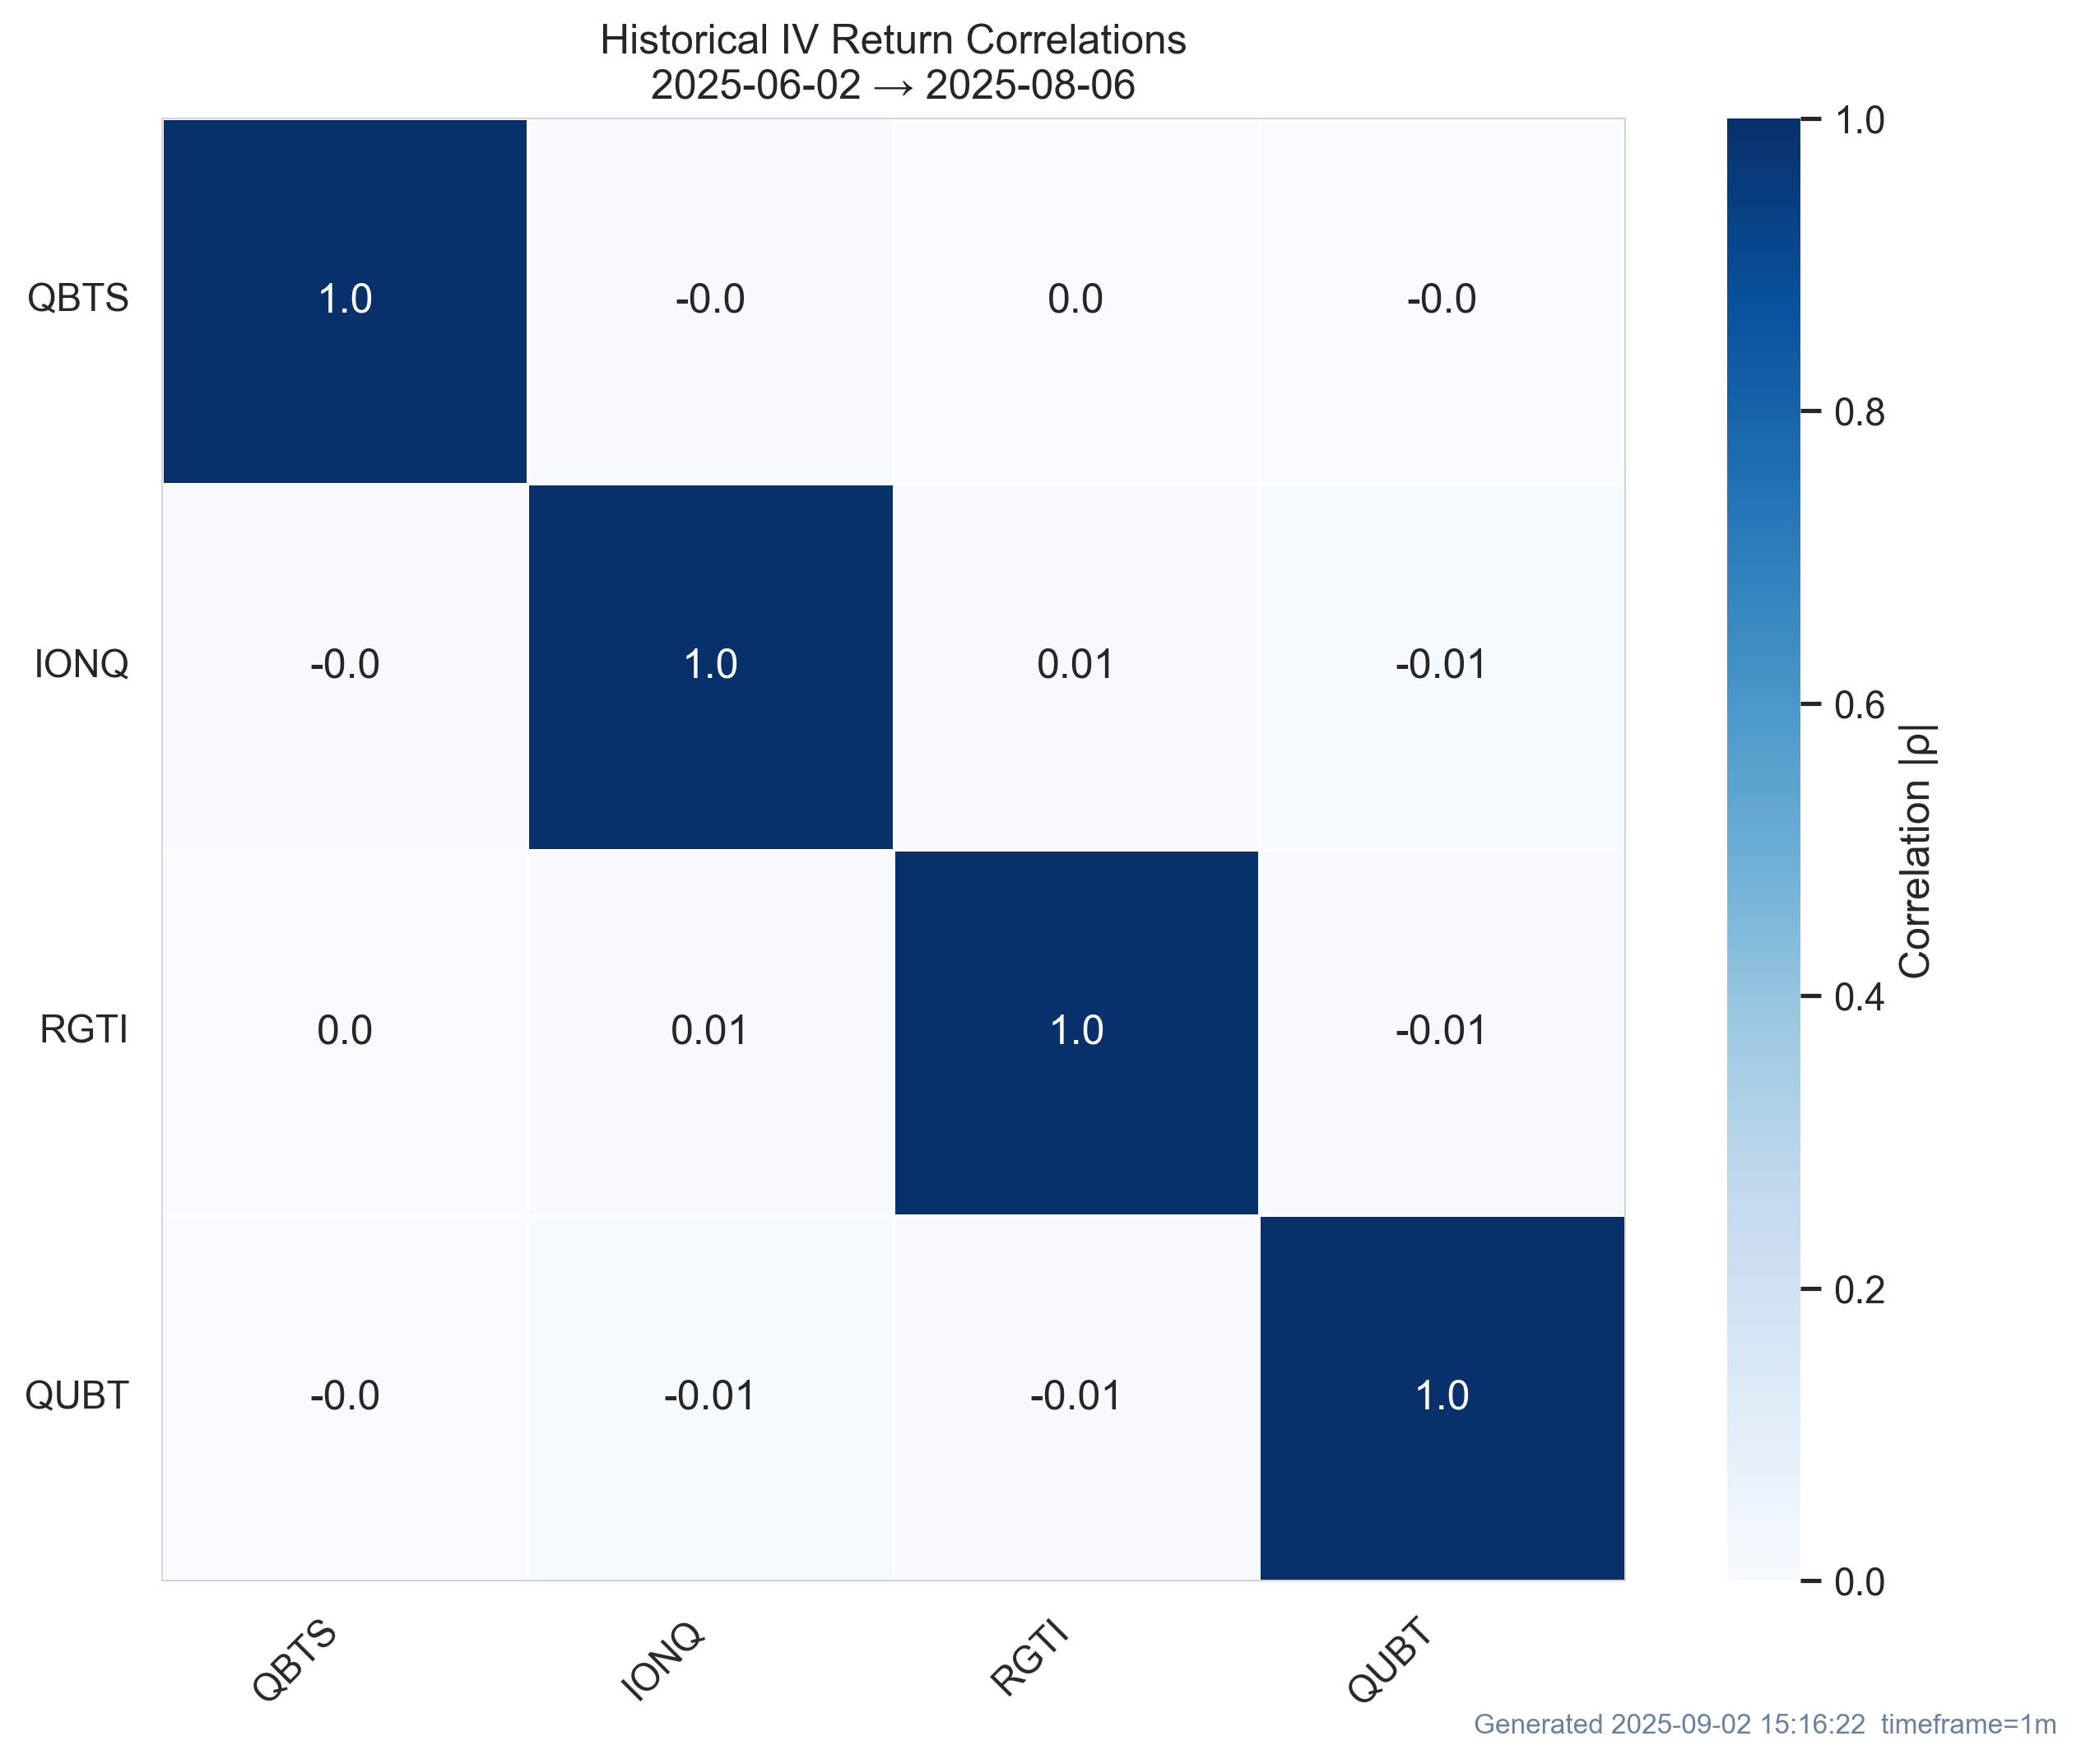 Historical IV Return Correlations
2025-06-02 → 2025-08-06
QBTS 1.0 -0.0 0.0 -0.0
IONQ -0.0 1.0 0.01 -0.01
RGTI 0.0 0.01 1.0 -0.01
QUBT -0.0 -0.01 -0.01 1.0
QBTS IONQ RGTI QUBT
1.0
0.8
0.6
0.4
0.2
0.0
Correlation |ρ|
Generated 2025-09-02 15:16:22 timeframe=1m